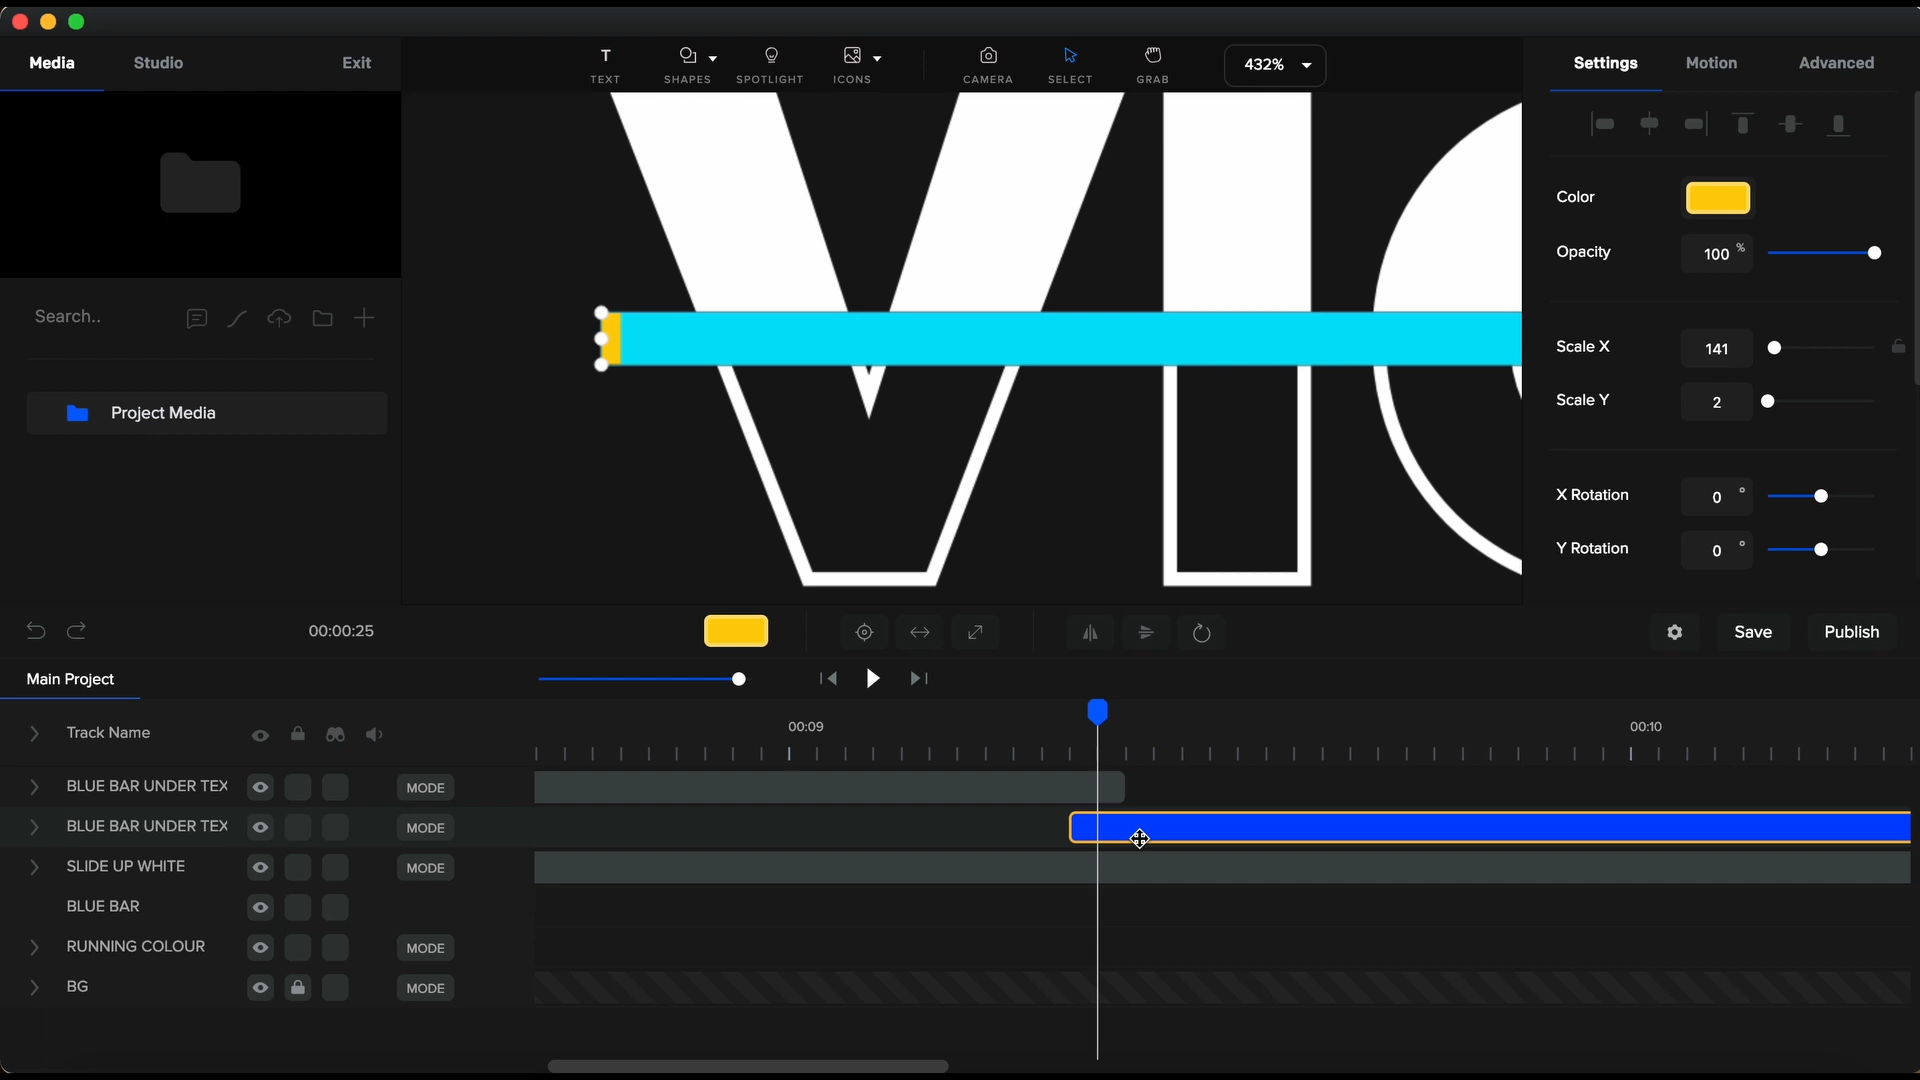 Media Studio Exit
TEXT SHAPES SPOTLIGHT ICONS CAMERA SELECT GRAB 432%
Settings Motion Advanced
VIC
Color
Opacity 100 %
Search..
Scale X 141
Scale Y 2
Project Media
X Rotation 0 °
Y Rotation 0 °
00:00:25 Save Publish
Main Project
Track Name 00:09 00:10
BLUE BAR UNDER TEX MODE
BLUE BAR UNDER TEX MODE
SLIDE UP WHITE MODE
BLUE BAR
RUNNING COLOUR MODE
BG MODE